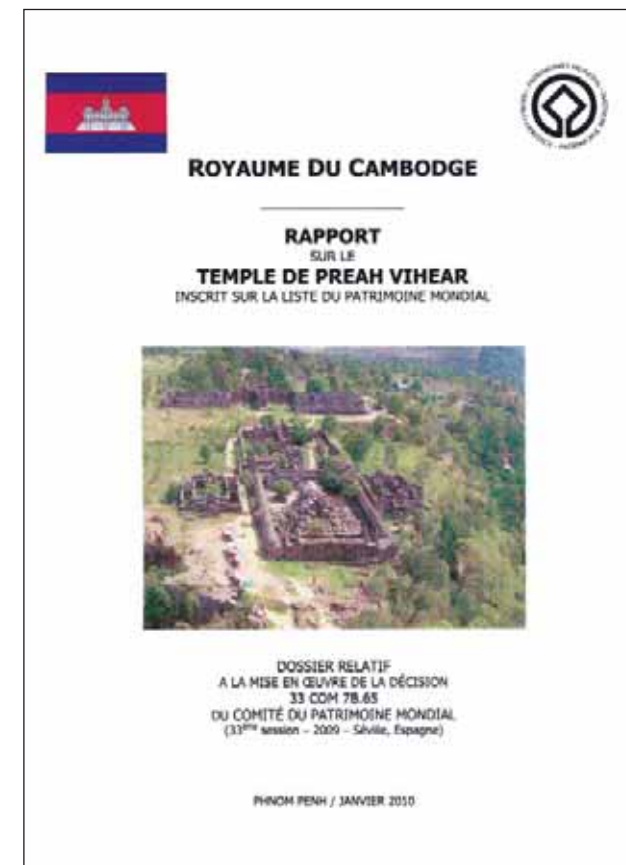 ROYAUME DU CAMBODGE
RAPPORT
SUR LE
TEMPLE DE PREAH VIHEAR
INSCRIT SUR LA LISTE DU PATRIMOINE MONDIAL
DOSSIER RELATIF
A LA MISE EN ŒUVRE DE LA DÉCISION
33 COM 7B.65
DU COMITÉ DU PATRIMOINE MONDIAL
(33ème session – 2009 – Séville, Espagne)
PHNOM PENH / JANVIER 2010